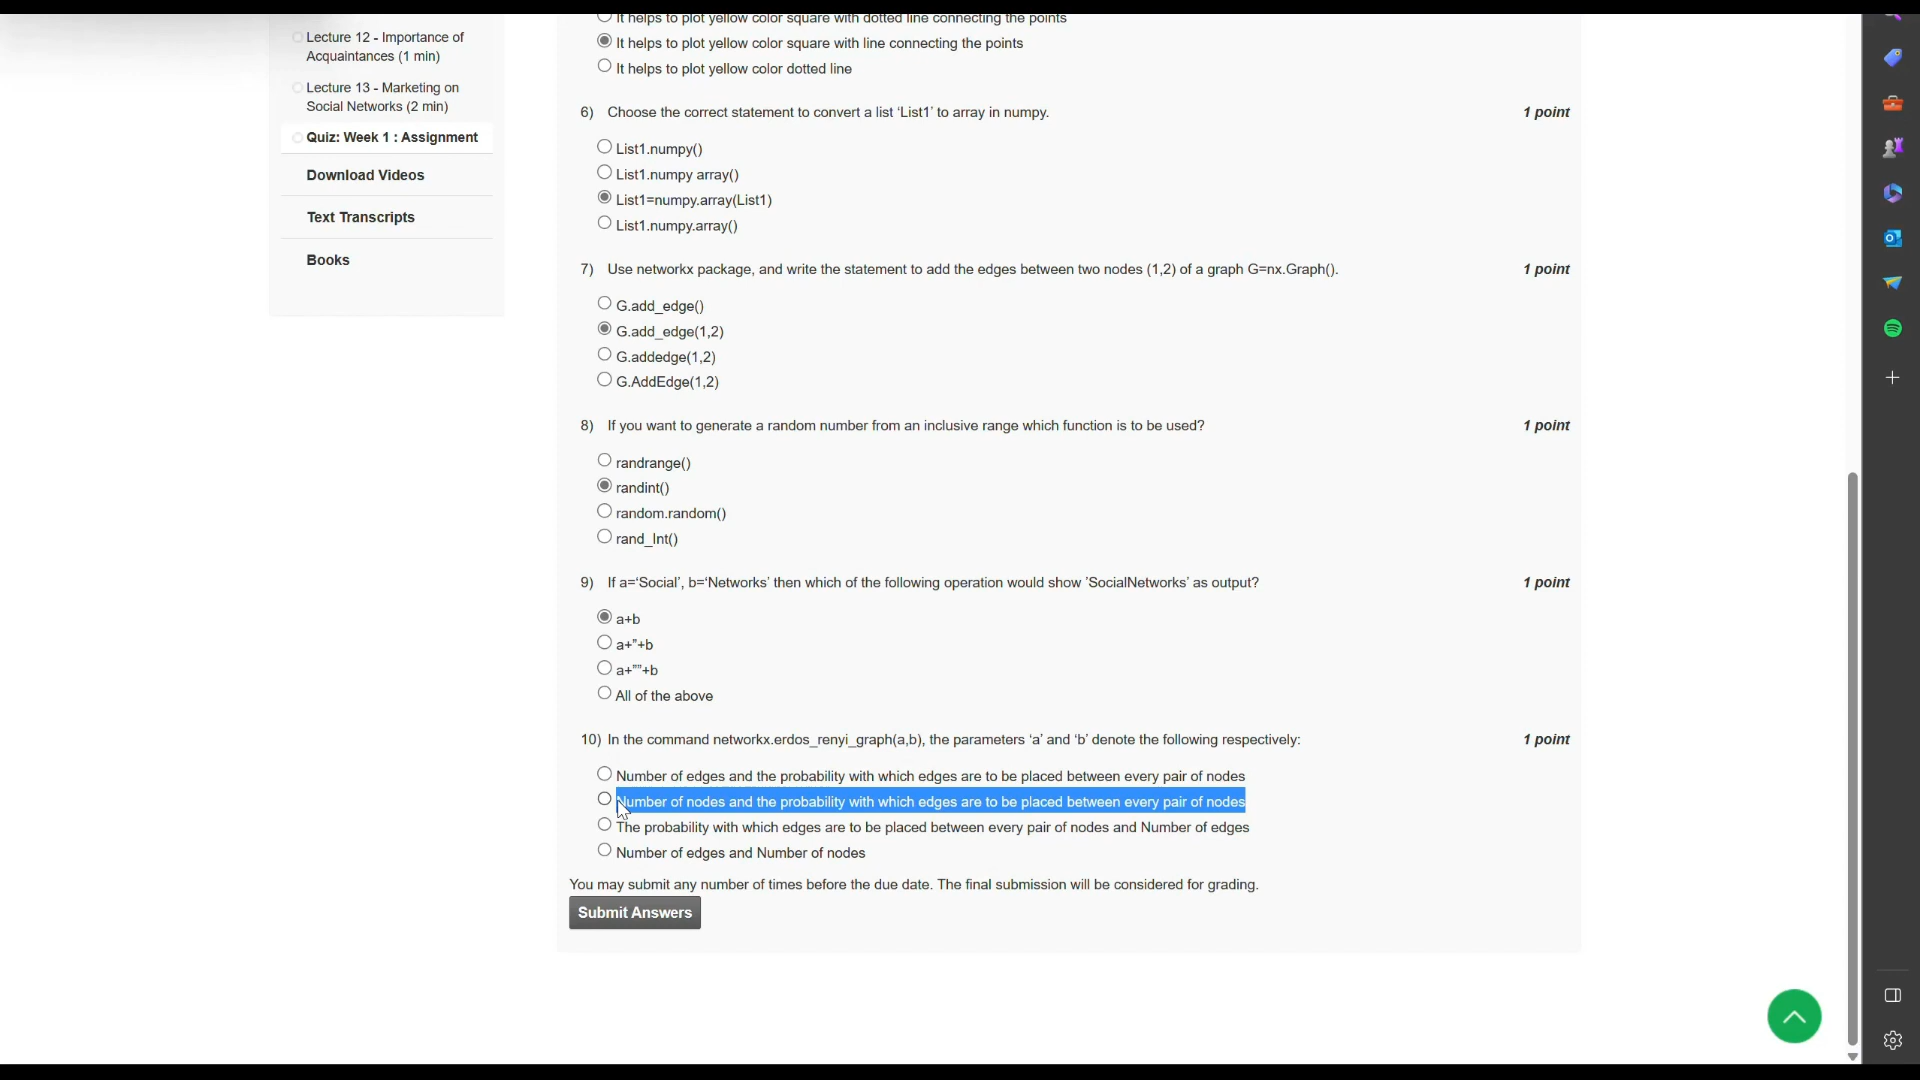 It helps to plot yellow color square with dotted line connecting the points
Lecture 12 - Importance of
Acquaintances (1 min)
It helps to plot yellow color square with line connecting the points
It helps to plot yellow color dotted line
Lecture 13 - Marketing on
Social Networks (2 min)
Quiz: Week 1 : Assignment
Download Videos
Text Transcripts
Books
6) Choose the correct statement to convert a list ‘List1’ to array in numpy. 1 point
List1.numpy()
List1.numpy array()
List1=numpy.array(List1)
List1.numpy.array()
7) Use networkx package, and write the statement to add the edges between two nodes (1,2) of a graph G=nx.Graph(). 1 point
G.add_edge()
G.add_edge(1,2)
G.addedge(1,2)
G.AddEdge(1,2)
8) If you want to generate a random number from an inclusive range which function is to be used? 1 point
randrange()
randint()
random.random()
rand_Int()
9) If a=‘Social’, b=‘Networks’ then which of the following operation would show ’SocialNetworks’ as output? 1 point
a+b
a+”+b
a+””+b
All of the above
10) In the command networkx.erdos_renyi_graph(a,b), the parameters ‘a’ and ‘b’ denote the following respectively: 1 point
Number of edges and the probability with which edges are to be placed between every pair of nodes
Number of nodes and the probability with which edges are to be placed between every pair of nodes
The probability with which edges are to be placed between every pair of nodes and Number of edges
Number of edges and Number of nodes
You may submit any number of times before the due date. The final submission will be considered for grading.
Submit Answers